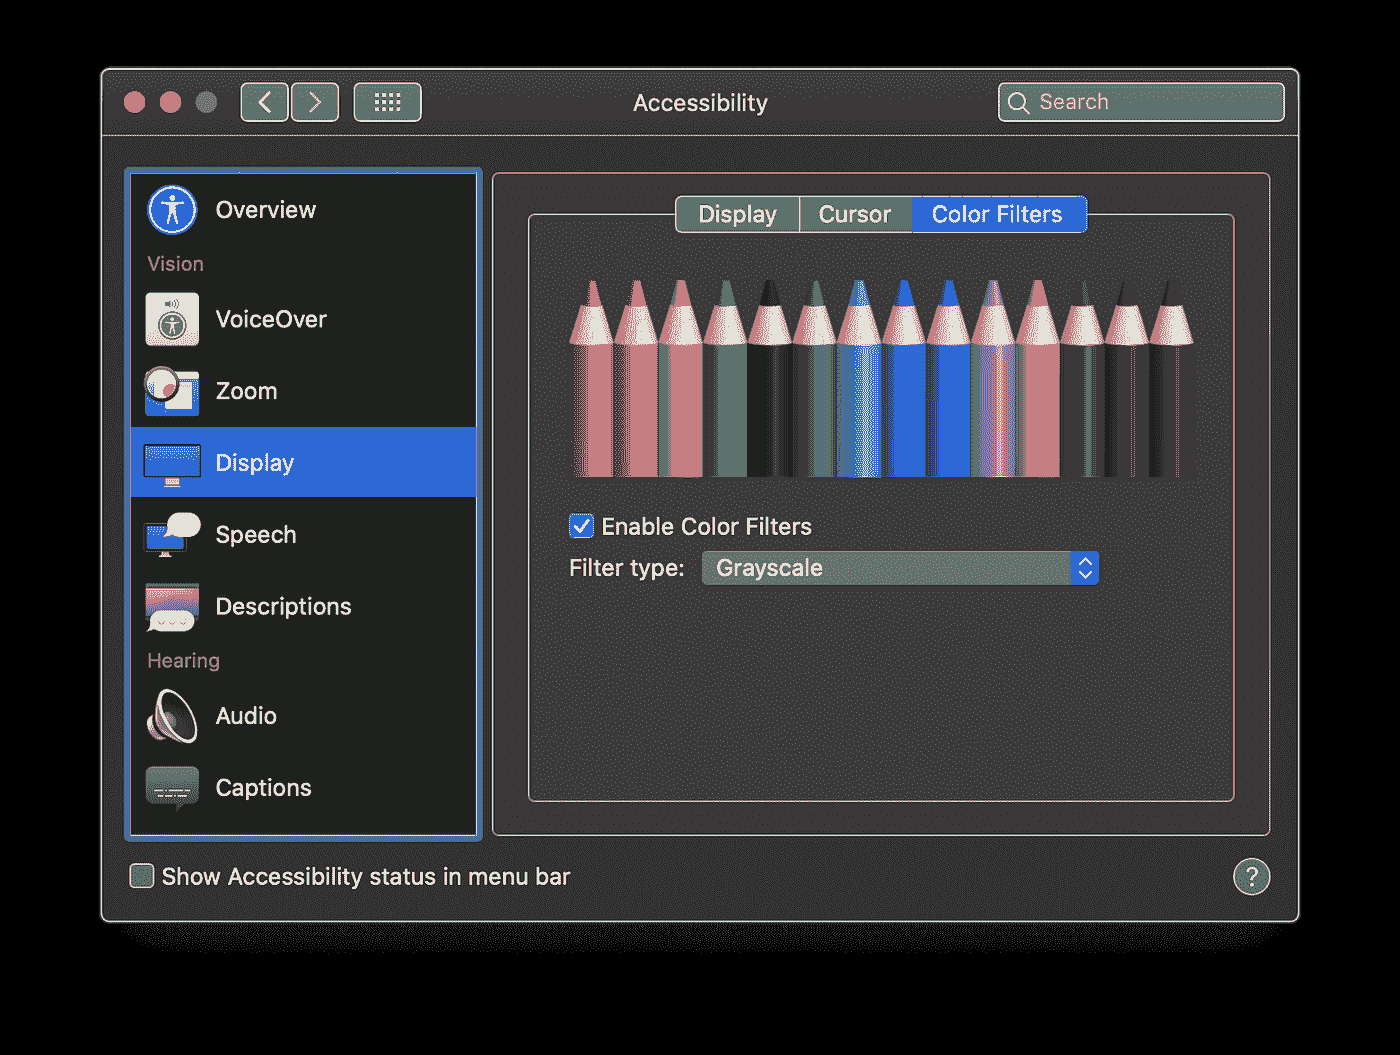 Accessibility
Search
Overview
Vision
VoiceOver
Zoom
Display
Speech
Descriptions
Hearing
Audio
Captions
Display Cursor Color Filters
Enable Color Filters
Filter type: Grayscale
Show Accessibility status in menu bar
?